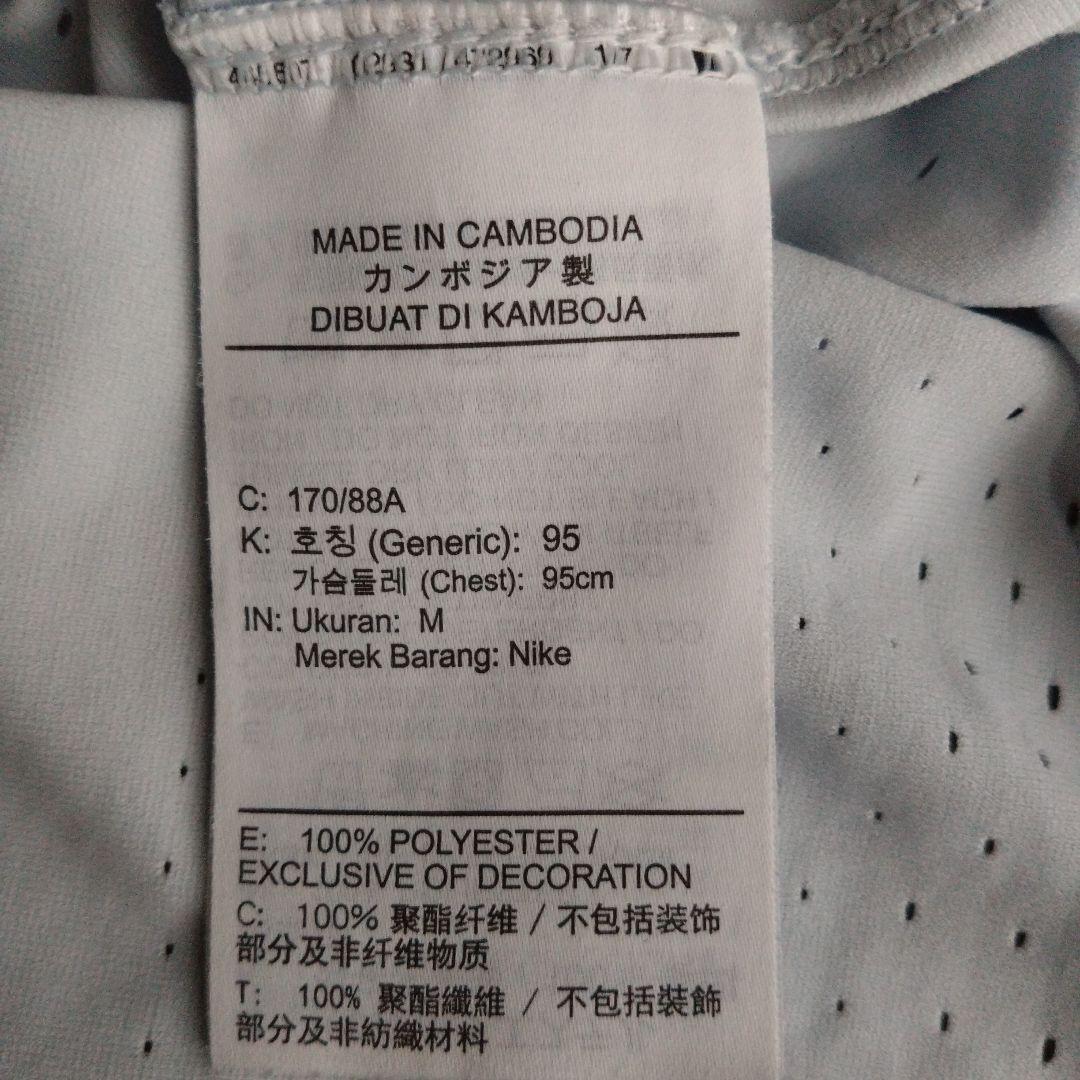 1/7
MADE IN CAMBODIA
カンボジア製
DIBUAT DI KAMBOJA
C: 170/88A
K: 호칭 (Generic): 95
가슴둘레 (Chest): 95cm
IN: Ukuran: M
Merek Barang: Nike
E: 100% POLYESTER /
EXCLUSIVE OF DECORATION
C: 100% 聚酯纤维 / 不包括装饰
部分及非纤维物质
T: 100% 聚酯纖維 / 不包括裝飾
部分及非紡織材料